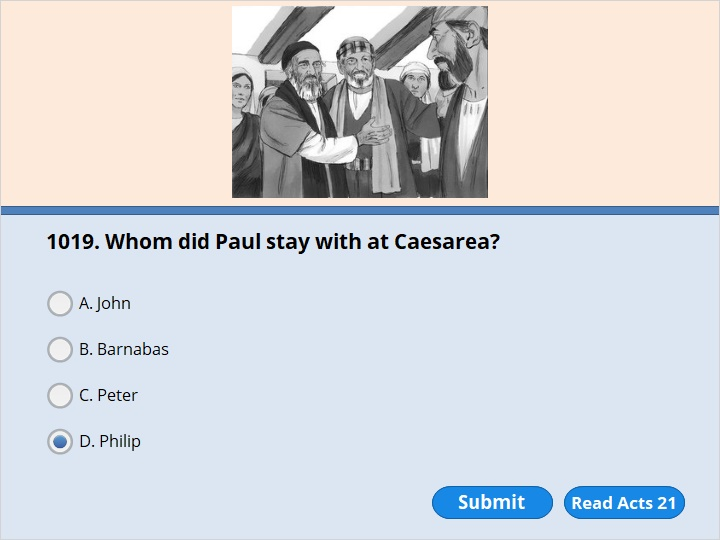 1019. Whom did Paul stay with at Caesarea?
A. John
B. Barnabas
C. Peter
D. Philip
Submit
Read Acts 21